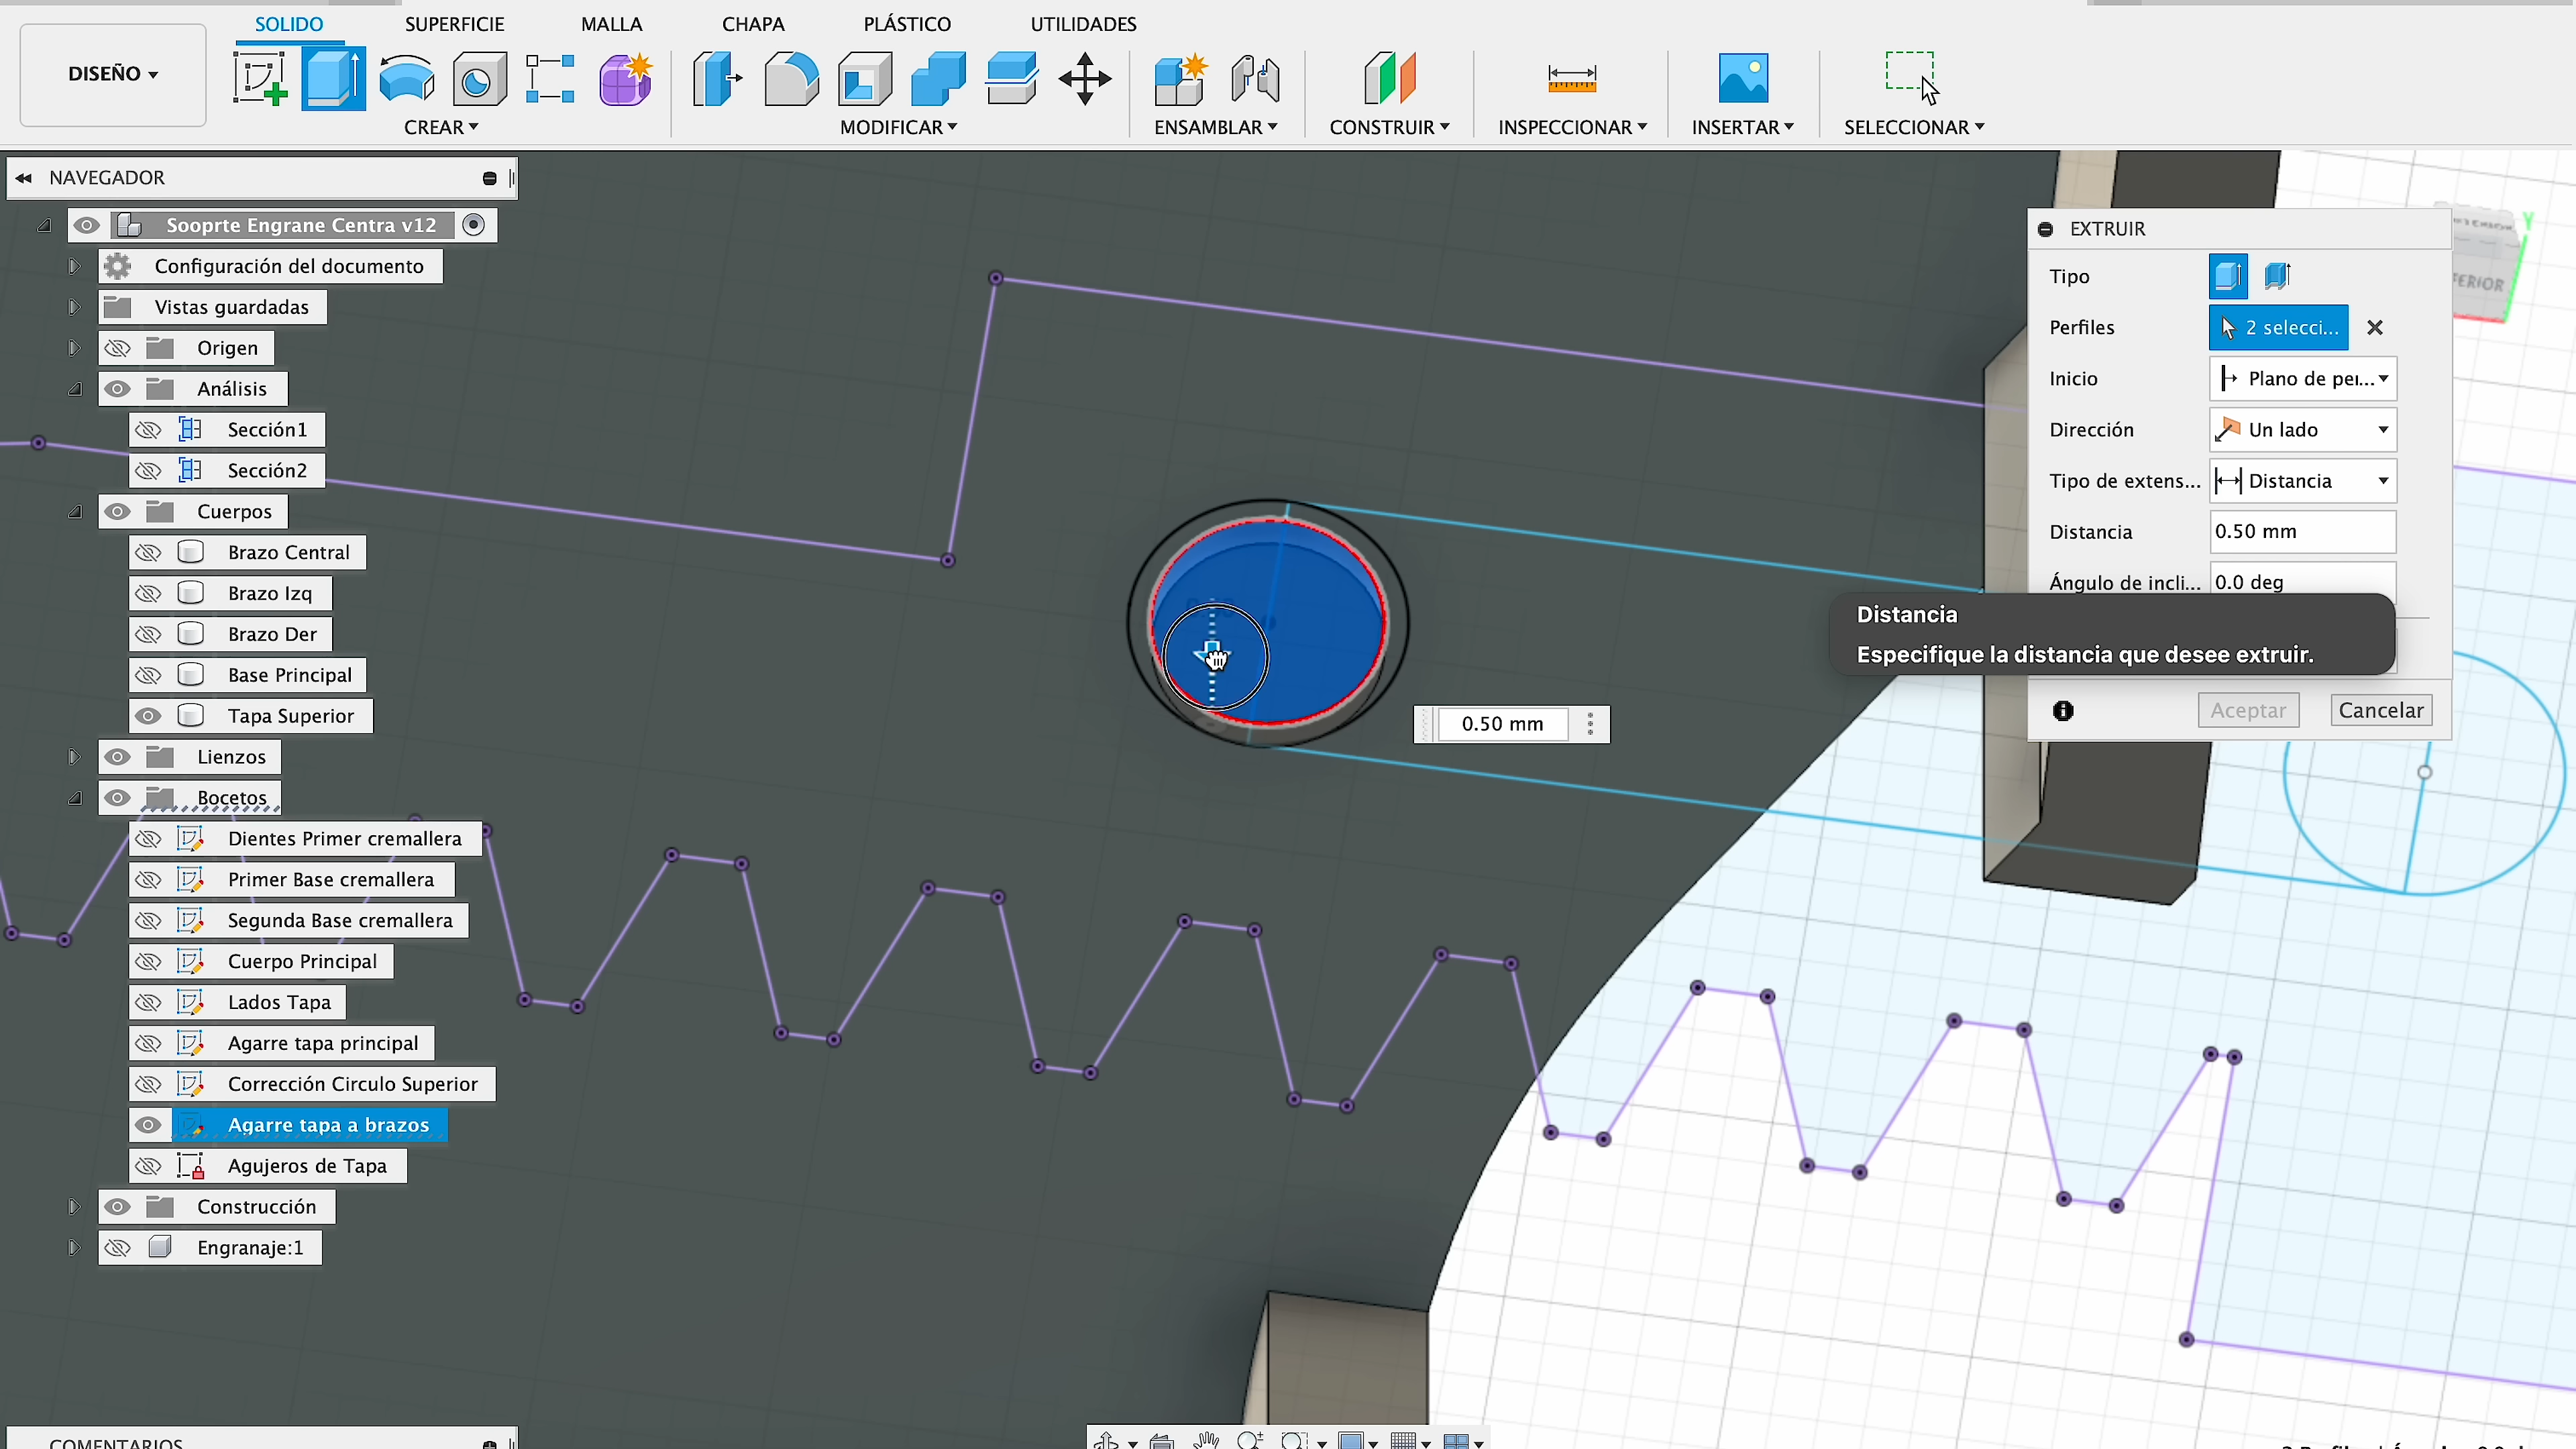 SOLIDO
SUPERFICIE
MALLA
CHAPA
PLÁSTICO
UTILIDADES
DISEÑO
CREAR
MODIFICAR
ENSAMBLAR
CONSTRUIR
INSPECCIONAR
INSERTAR
SELECCIONAR
NAVEGADOR
Sooprte Engrane Centra v12
Configuración del documento
Vistas guardadas
Origen
Análisis
Sección1
Sección2
Cuerpos
Brazo Central
Brazo Izq
Brazo Der
Base Principal
Tapa Superior
Lienzos
Bocetos
Dientes Primer cremallera
Primer Base cremallera
Segunda Base cremallera
Cuerpo Principal
Lados Tapa
Agarre tapa principal
Corrección Circulo Superior
Agarre tapa a brazos
Agujeros de Tapa
Construcción
Engranaje:1
COMENTARIOS
0.50 mm
EXTRUIR
Tipo
Perfiles 2 selecci...
Inicio Plano de per...
Dirección Un lado
Tipo de extens... Distancia
Distancia 0.50 mm
Ángulo de incli... 0.0 deg
Distancia
Especifique la distancia que desee extruir.
Aceptar Cancelar
Y